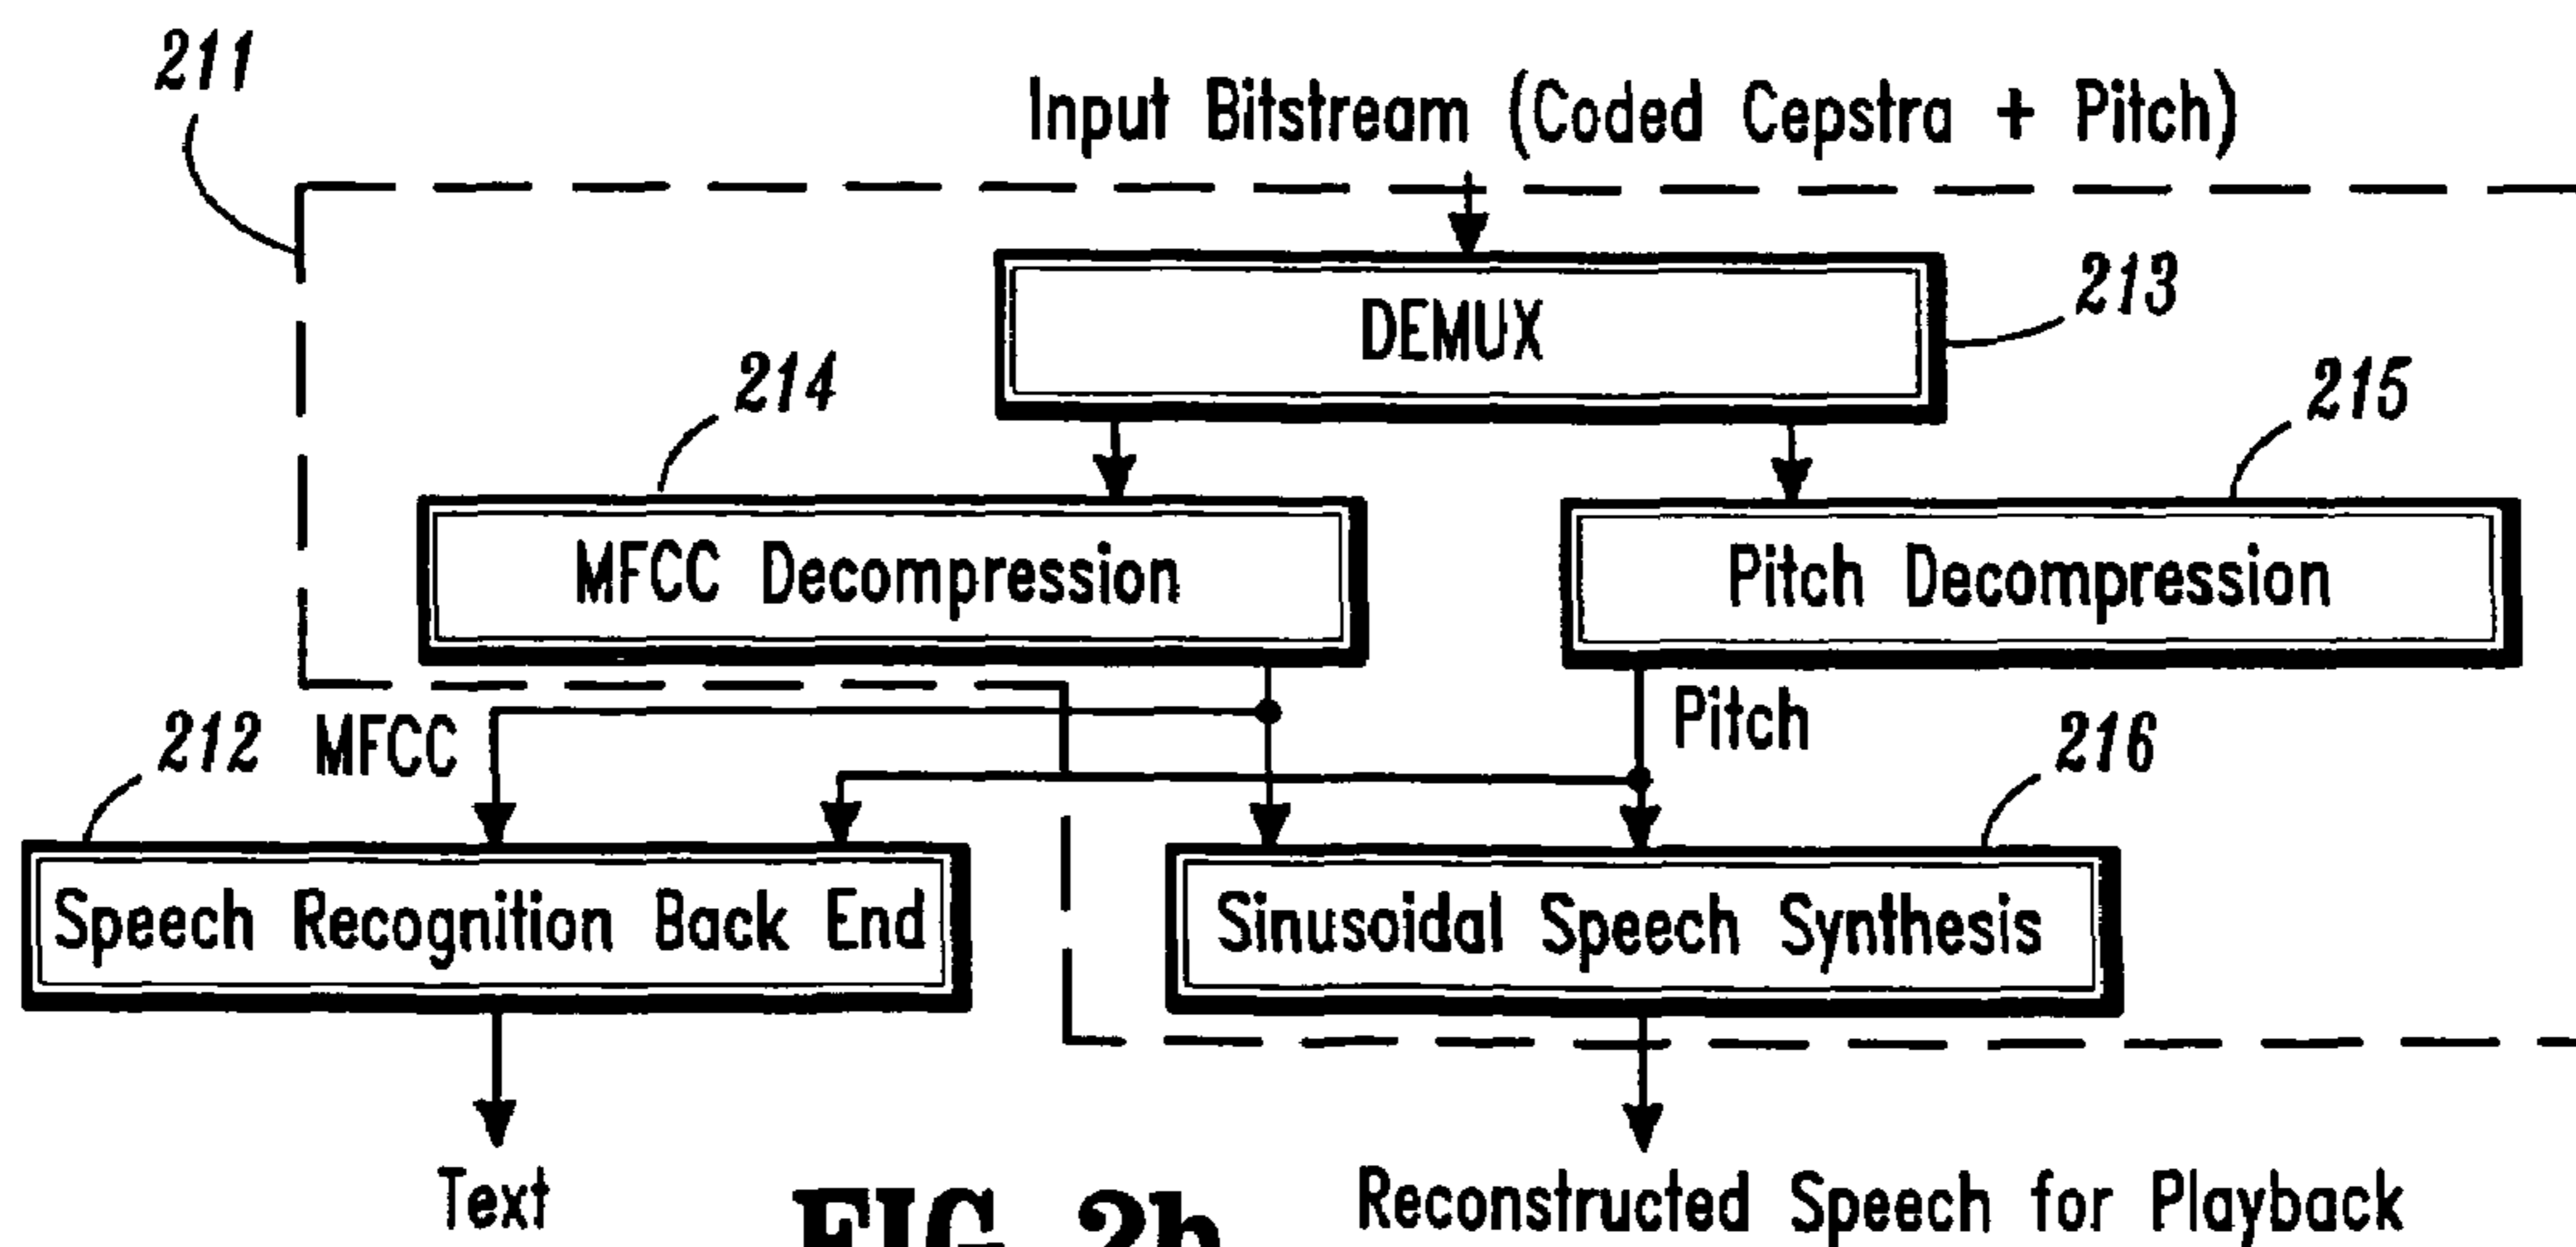 211
Input Bitstream (Coded Cepstra + Pitch)
DEMUX
213
214
215
MFCC Decompression
Pitch Decompression
212
MFCC
Pitch
216
Speech Recognition Back End
Sinusoidal Speech Synthesis
Text
FIG. 2b
Reconstructed Speech for Playback